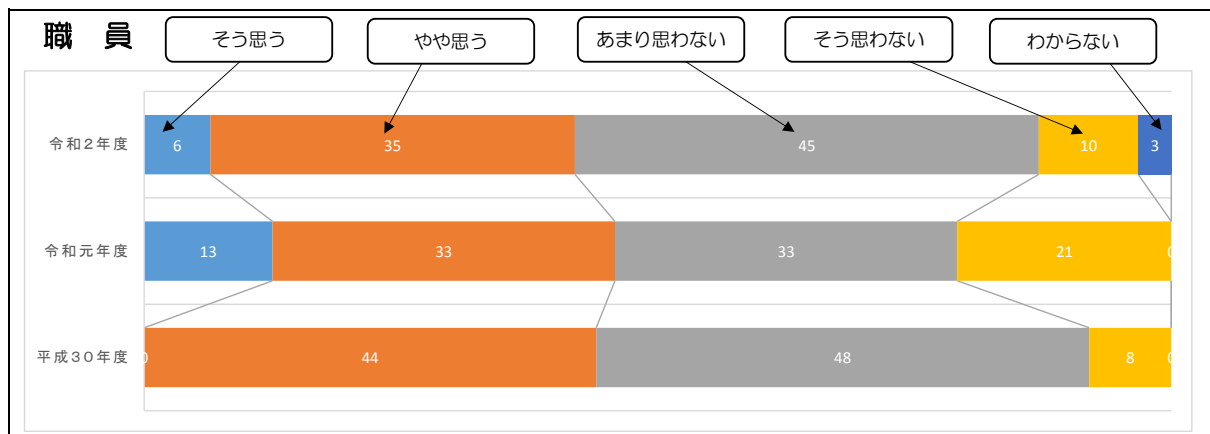 職　員
そう思う
やや思う
あまり思わない
そう思わない
わからない
令和２年度
6
35
45
10
3
令和元年度
13
33
33
21
0
平成３０年度
0
44
48
8
0